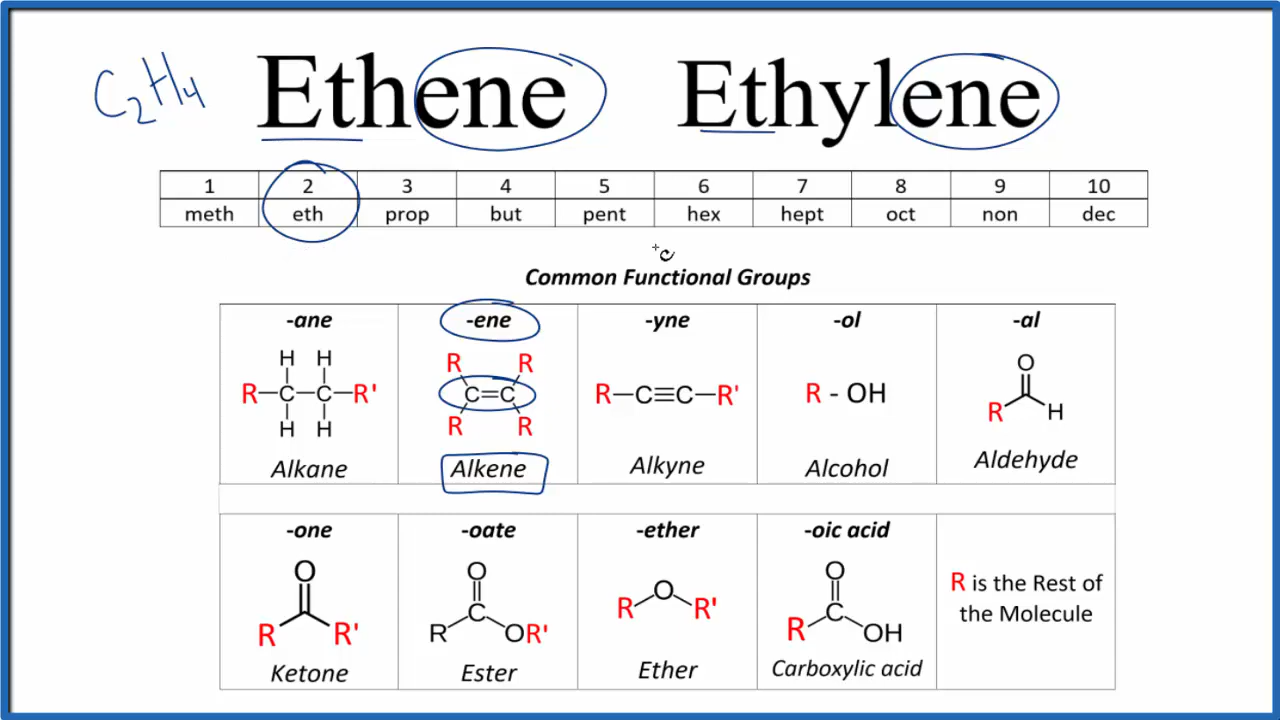 C2H4 Ethene Ethylene
1 2 3 4 5 6 7 8 9 10
meth eth prop but pent hex hept oct non dec
Common Functional Groups
-ane -ene -yne -ol -al
H H R R O
R-C-C-R' C=C R-C≡C-R' R - OH
H H R R R H
Alkane Alkene Alkyne Alcohol Aldehyde
-one -oate -ether -oic acid
O O O O R is the Rest of
C R R' C the Molecule
R R' R OR' R OH
Ketone Ester Ether Carboxylic acid